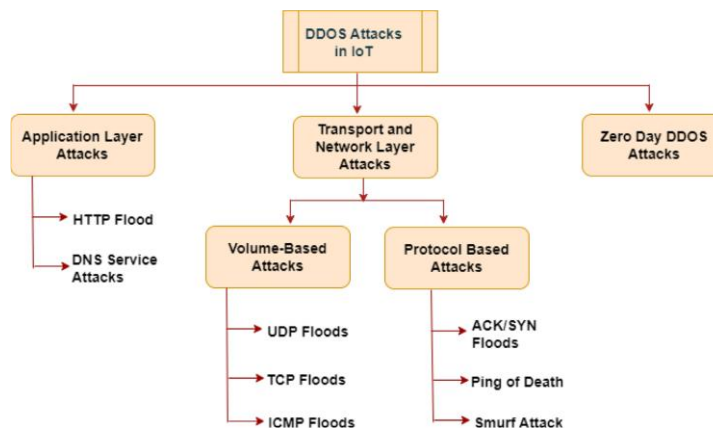 DDOS Attacks
in IoT
Application Layer
Attacks
Transport and
Network Layer
Attacks
Zero Day DDOS
Attacks
HTTP Flood
DNS Service
Attacks
Volume-Based
Attacks
Protocol Based
Attacks
UDP Floods
TCP Floods
ICMP Floods
ACK/SYN
Floods
Ping of Death
Smurf Attack